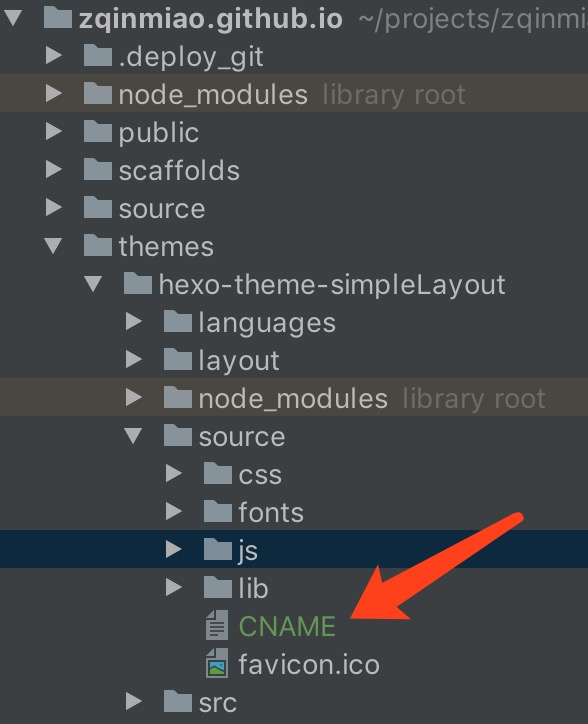 zqinmiao.github.io ~/projects/zqinmi
.deploy_git
node_modules library root
public
scaffolds
source
themes
hexo-theme-simpleLayout
languages
layout
node_modules library root
source
css
fonts
js
lib
CNAME
favicon.ico
src